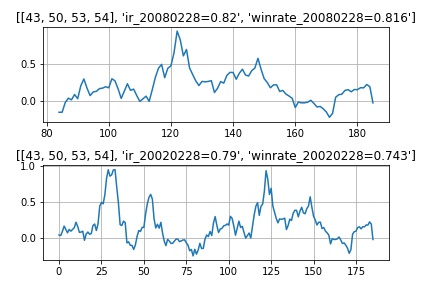 [[43, 50, 53, 54], 'ir_20080228=0.82', 'winrate_20080228=0.816']
0.5
0.0
80 100 120 140 160 180
[[43, 50, 53, 54], 'ir_20020228=0.79', 'winrate_20020228=0.743']
1.0
0.5
0.0
0 25 50 75 100 125 150 175